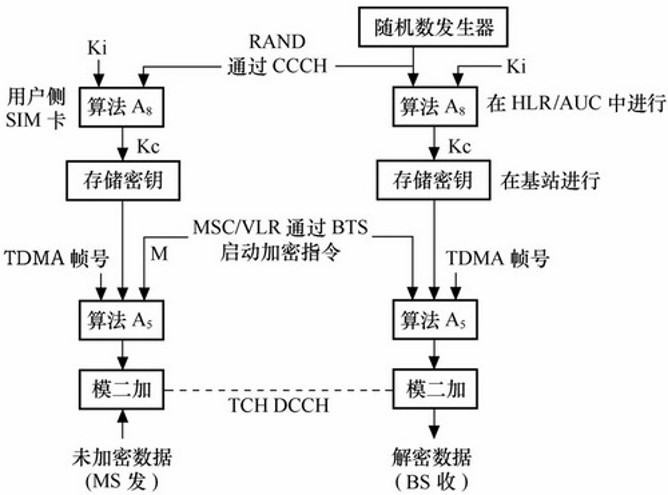 随机数发生器
Ki
RAND
通过 CCCH
Ki
用户侧
SIM 卡
算法 A₈
算法 A₈
在 HLR/AUC 中进行
Kc
Kc
存储密钥
存储密钥
在基站进行
MSC/VLR 通过 BTS
启动加密指令
TDMA 帧号
M
TDMA 帧号
算法 A₅
算法 A₅
模二加
模二加
TCH DCCH
未加密数据
(MS 发)
解密数据
(BS 收)